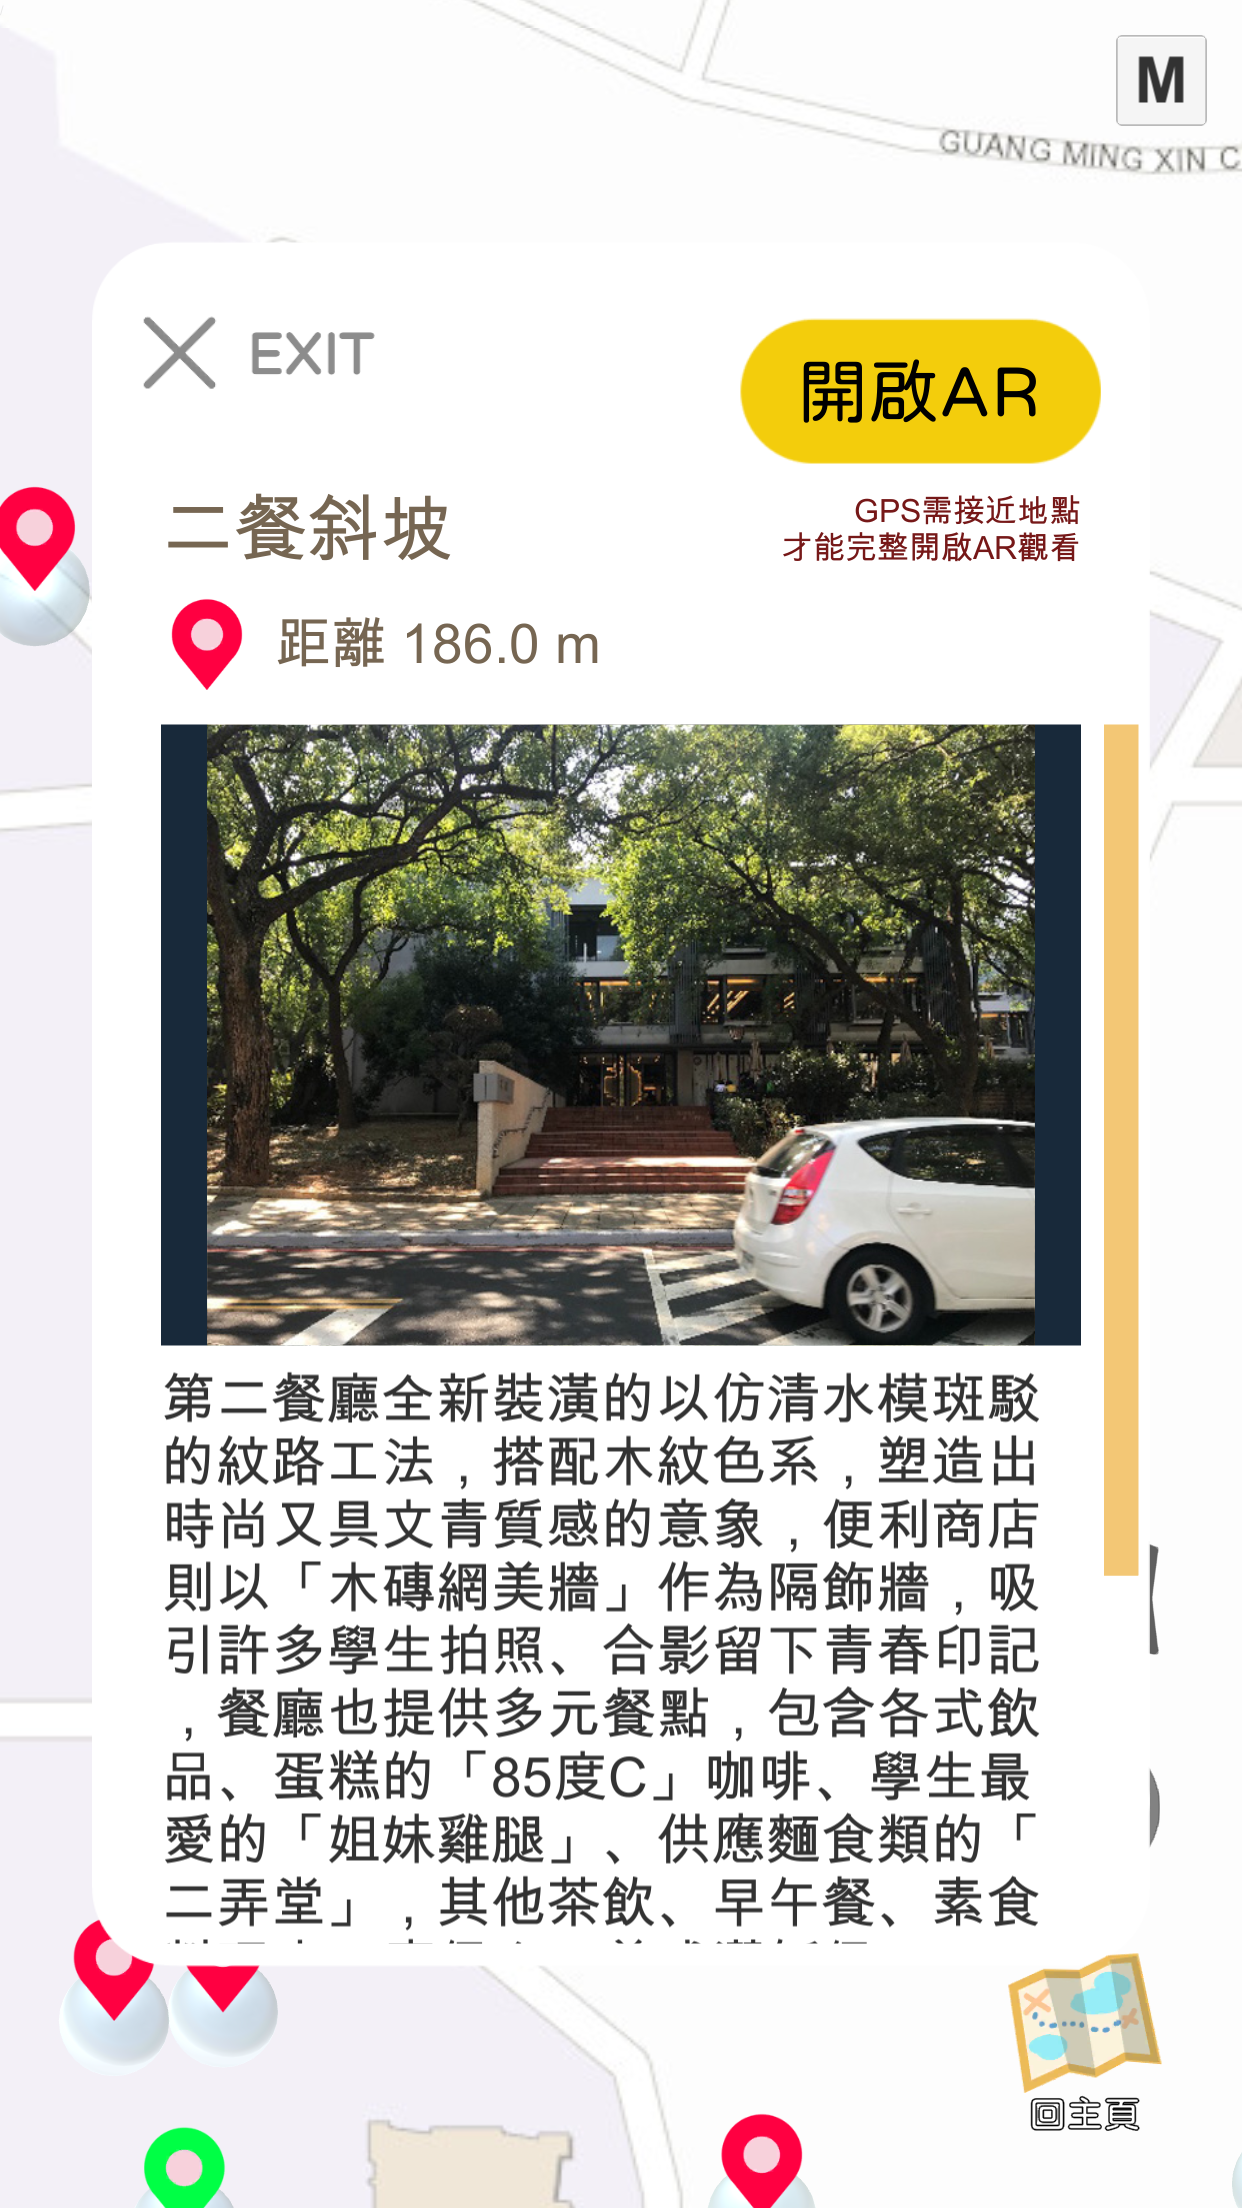 M
GUANG MING XIN C
EXIT
開啟AR
二餐斜坡
GPS需接近地點
才能完整開啟AR觀看
距離 186.0 m
第二餐廳全新裝潢的以仿清水模斑駁
的紋路工法，搭配木紋色系，塑造出
時尚又具文青質感的意象，便利商店
則以「木磚網美牆」作為隔飾牆，吸
引許多學生拍照、合影留下青春印記
，餐廳也提供多元餐點，包含各式飲
品、蛋糕的「85度C」咖啡、學生最
愛的「姐妹雞腿」、供應麵食類的「
二弄堂」，其他茶飲、早午餐、素食
回主頁